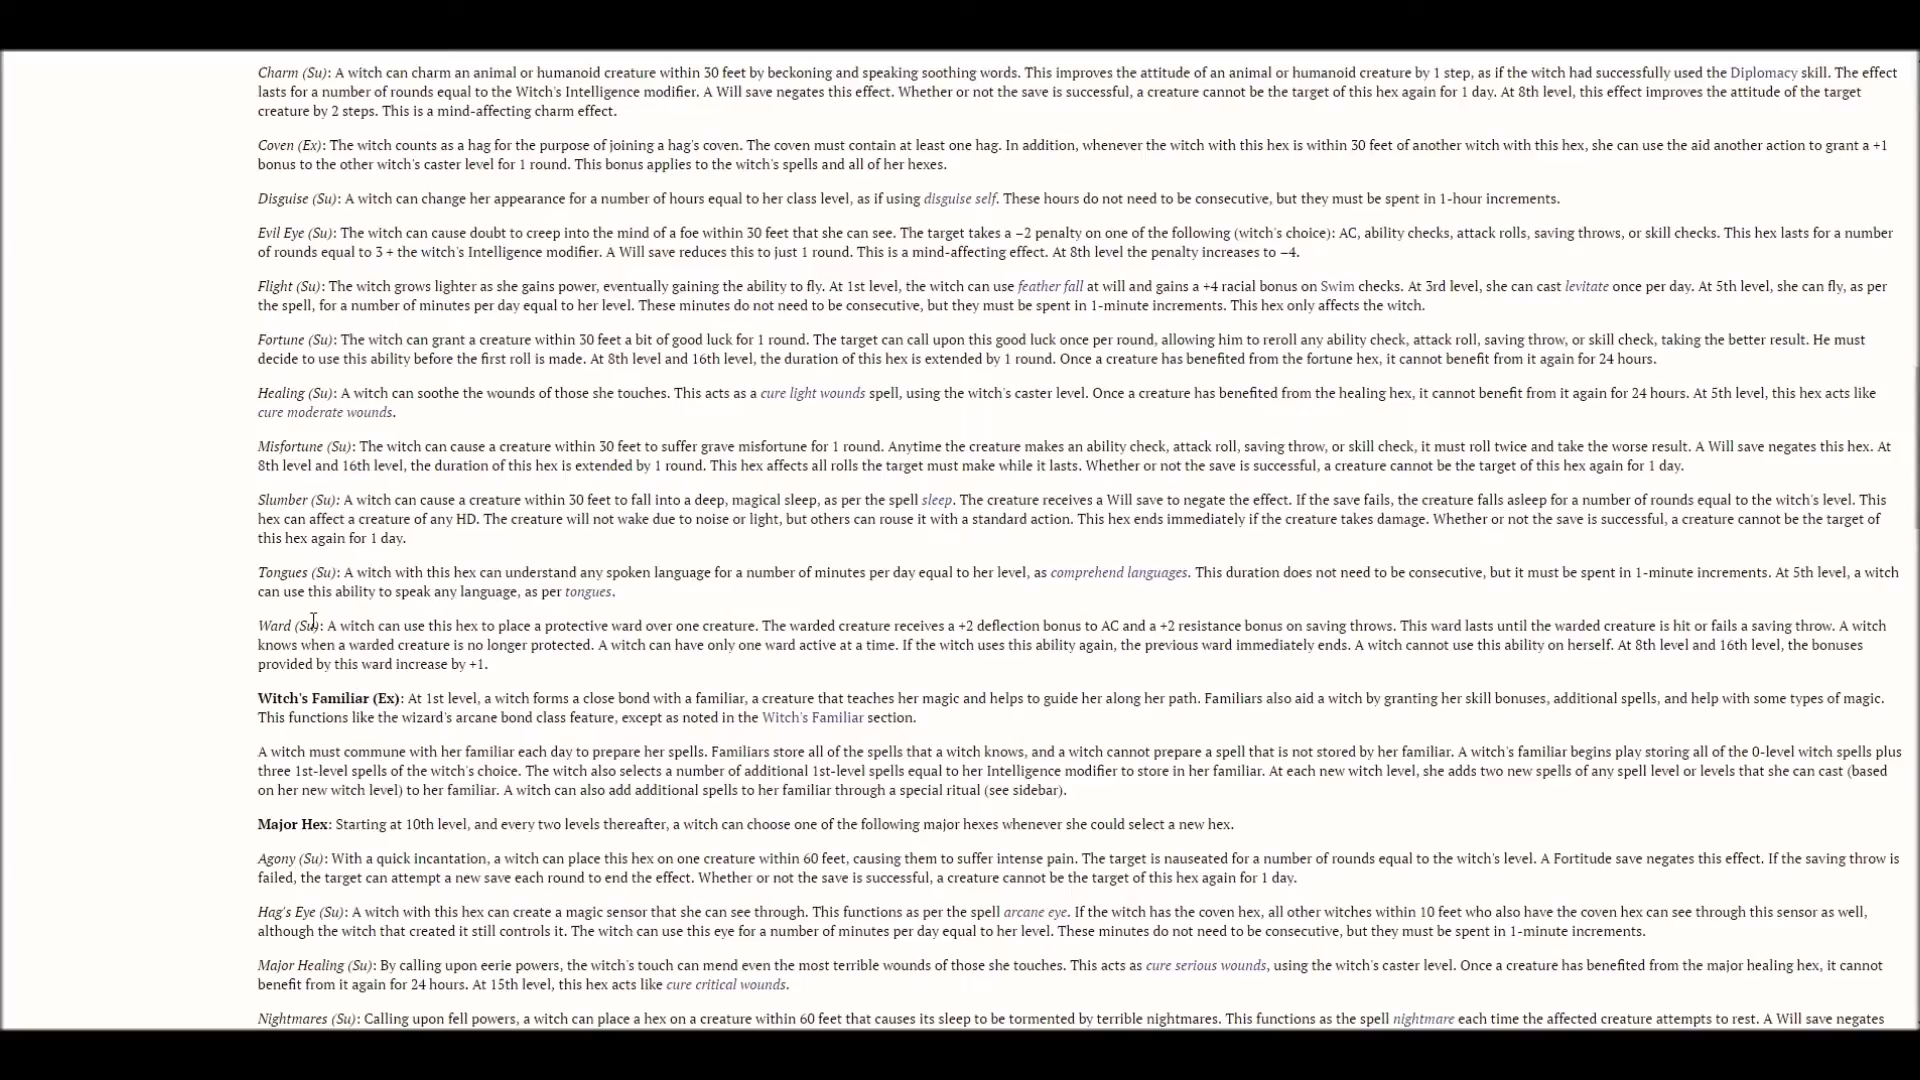 Charm (Su): A witch can charm an animal or humanoid creature within 30 feet by beckoning and speaking soothing words. This improves the attitude of an animal or humanoid creature by 1 step, as if the witch had successfully used the Diplomacy skill. The effect
lasts for a number of rounds equal to the Witch's Intelligence modifier. A Will save negates this effect. Whether or not the save is successful, a creature cannot be the target of this hex again for 1 day. At 8th level, this effect improves the attitude of the target
creature by 2 steps. This is a mind-affecting charm effect.
Coven (Ex): The witch counts as a hag for the purpose of joining a hag's coven. The coven must contain at least one hag. In addition, whenever the witch with this hex is within 30 feet of another witch with this hex, she can use the aid another action to grant a +1
bonus to the other witch's caster level for 1 round. This bonus applies to the witch's spells and all of her hexes.
Disguise (Su): A witch can change her appearance for a number of hours equal to her class level, as if using disguise self. These hours do not need to be consecutive, but they must be spent in 1-hour increments.
Evil Eye (Su): The witch can cause doubt to creep into the mind of a foe within 30 feet that she can see. The target takes a −2 penalty on one of the following (witch's choice): AC, ability checks, attack rolls, saving throws, or skill checks. This hex lasts for a number
of rounds equal to 3 + the witch's Intelligence modifier. A Will save reduces this to just 1 round. This is a mind-affecting effect. At 8th level the penalty increases to −4.
Flight (Su): The witch grows lighter as she gains power, eventually gaining the ability to fly. At 1st level, the witch can use feather fall at will and gains a +4 racial bonus on Swim checks. At 3rd level, she can cast levitate once per day. At 5th level, she can fly, as per
the spell, for a number of minutes per day equal to her level. These minutes do not need to be consecutive, but they must be spent in 1-minute increments. This hex only affects the witch.
Fortune (Su): The witch can grant a creature within 30 feet a bit of good luck for 1 round. The target can call upon this good luck once per round, allowing him to reroll any ability check, attack roll, saving throw, or skill check, taking the better result. He must
decide to use this ability before the first roll is made. At 8th level and 16th level, the duration of this hex is extended by 1 round. Once a creature has benefited from the fortune hex, it cannot benefit from it again for 24 hours.
Healing (Su): A witch can soothe the wounds of those she touches. This acts as a cure light wounds spell, using the witch's caster level. Once a creature has benefited from the healing hex, it cannot benefit from it again for 24 hours. At 5th level, this hex acts like
cure moderate wounds.
Misfortune (Su): The witch can cause a creature within 30 feet to suffer grave misfortune for 1 round. Anytime the creature makes an ability check, attack roll, saving throw, or skill check, it must roll twice and take the worse result. A Will save negates this hex. At
8th level and 16th level, the duration of this hex is extended by 1 round. This hex affects all rolls the target must make while it lasts. Whether or not the save is successful, a creature cannot be the target of this hex again for 1 day.
Slumber (Su): A witch can cause a creature within 30 feet to fall into a deep, magical sleep, as per the spell sleep. The creature receives a Will save to negate the effect. If the save fails, the creature falls asleep for a number of rounds equal to the witch's level. This
hex can affect a creature of any HD. The creature will not wake due to noise or light, but others can rouse it with a standard action. This hex ends immediately if the creature takes damage. Whether or not the save is successful, a creature cannot be the target of
this hex again for 1 day.
Tongues (Su): A witch with this hex can understand any spoken language for a number of minutes per day equal to her level, as comprehend languages. This duration does not need to be consecutive, but it must be spent in 1-minute increments. At 5th level, a witch
can use this ability to speak any language, as per tongues.
Ward (Su): A witch can use this hex to place a protective ward over one creature. The warded creature receives a +2 deflection bonus to AC and a +2 resistance bonus on saving throws. This ward lasts until the warded creature is hit or fails a saving throw. A witch
knows when a warded creature is no longer protected. A witch can have only one ward active at a time. If the witch uses this ability again, the previous ward immediately ends. A witch cannot use this ability on herself. At 8th level and 16th level, the bonuses
provided by this ward increase by +1.
Witch's Familiar (Ex): At 1st level, a witch forms a close bond with a familiar, a creature that teaches her magic and helps to guide her along her path. Familiars also aid a witch by granting her skill bonuses, additional spells, and help with some types of magic.
This functions like the wizard's arcane bond class feature, except as noted in the Witch's Familiar section.
A witch must commune with her familiar each day to prepare her spells. Familiars store all of the spells that a witch knows, and a witch cannot prepare a spell that is not stored by her familiar. A witch's familiar begins play storing all of the 0-level witch spells plus
three 1st-level spells of the witch's choice. The witch also selects a number of additional 1st-level spells equal to her Intelligence modifier to store in her familiar. At each new witch level, she adds two new spells of any spell level or levels that she can cast (based
on her new witch level) to her familiar. A witch can also add additional spells to her familiar through a special ritual (see sidebar).
Major Hex: Starting at 10th level, and every two levels thereafter, a witch can choose one of the following major hexes whenever she could select a new hex.
Agony (Su): With a quick incantation, a witch can place this hex on one creature within 60 feet, causing them to suffer intense pain. The target is nauseated for a number of rounds equal to the witch's level. A Fortitude save negates this effect. If the saving throw is
failed, the target can attempt a new save each round to end the effect. Whether or not the save is successful, a creature cannot be the target of this hex again for 1 day.
Hag's Eye (Su): A witch with this hex can create a magic sensor that she can see through. This functions as per the spell arcane eye. If the witch has the coven hex, all other witches within 10 feet who also have the coven hex can see through this sensor as well,
although the witch that created it still controls it. The witch can use this eye for a number of minutes per day equal to her level. These minutes do not need to be consecutive, but they must be spent in 1-minute increments.
Major Healing (Su): By calling upon eerie powers, the witch's touch can mend even the most terrible wounds of those she touches. This acts as cure serious wounds, using the witch's caster level. Once a creature has benefited from the major healing hex, it cannot
benefit from it again for 24 hours. At 15th level, this hex acts like cure critical wounds.
Nightmares (Su): Calling upon fell powers, a witch can place a hex on a creature within 60 feet that causes its sleep to be tormented by terrible nightmares. This functions as the spell nightmare each time the affected creature attempts to rest. A Will save negates